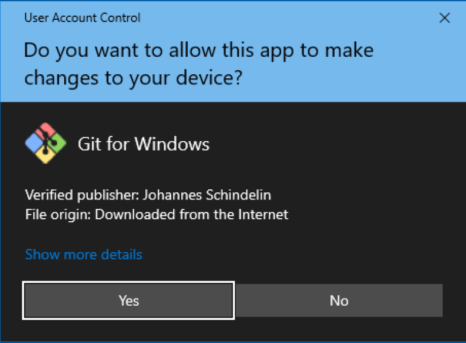 User Account Control
Do you want to allow this app to make
changes to your device?
Git for Windows
Verified publisher: Johannes Schindelin
File origin: Downloaded from the Internet
Show more details
Yes
No